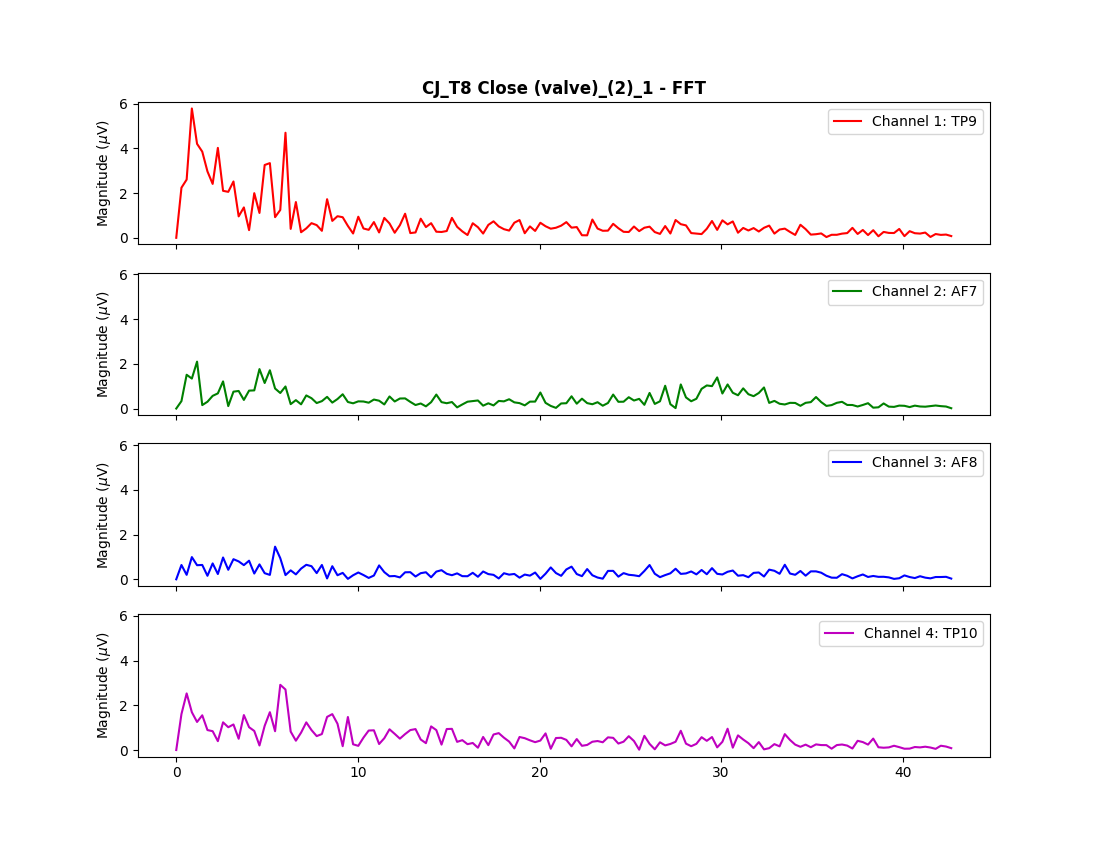 CJ_T8 Close (valve)_(2)_1 - FFT
6
4
2
0
Magnitude (μV)
Channel 1: TP9
6
4
2
0
Magnitude (μV)
Channel 2: AF7
6
4
2
0
Magnitude (μV)
Channel 3: AF8
6
4
2
0
Magnitude (μV)
Channel 4: TP10
0 10 20 30 40